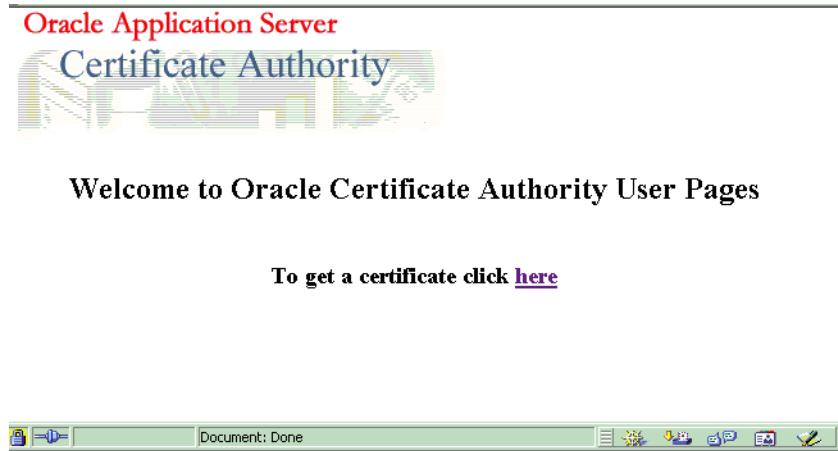 Oracle Application Server
Certificate Authority
Welcome to Oracle Certificate Authority User Pages
To get a certificate click here
Document: Done